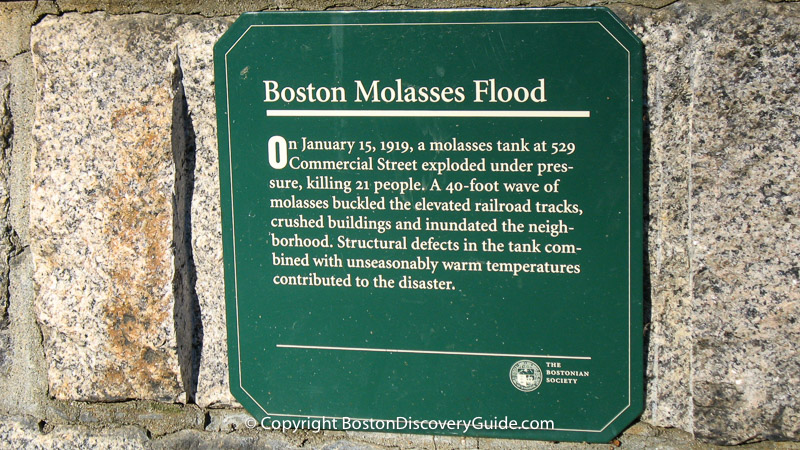 Boston Molasses Flood
On January 15, 1919, a molasses tank at 529
Commercial Street exploded under pres-
sure, killing 21 people. A 40-foot wave of
molasses buckled the elevated railroad tracks,
crushed buildings and inundated the neigh-
borhood. Structural defects in the tank com-
bined with unseasonably warm temperatures
contributed to the disaster.
THE
BOSTONIAN
SOCIETY
© Copyright BostonDiscoveryGuide.com